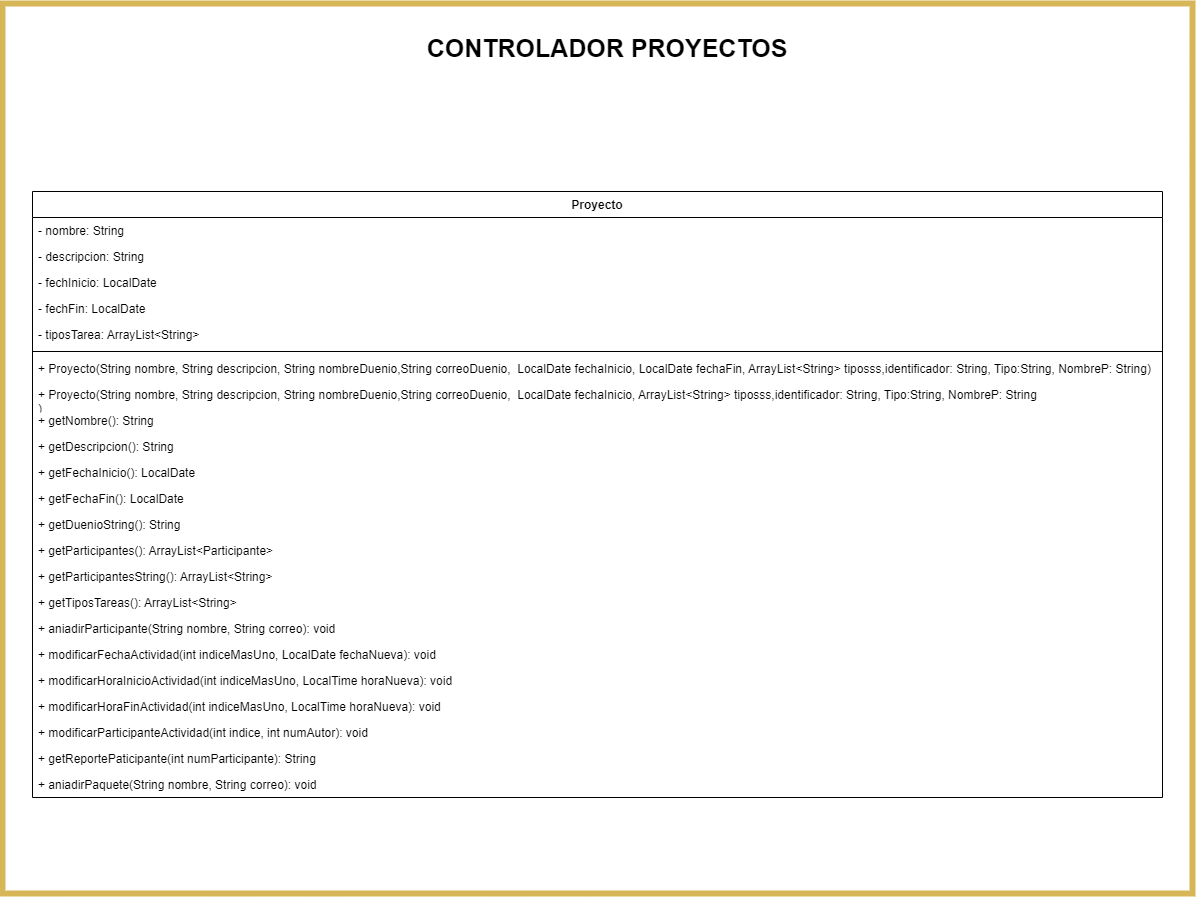 CONTROLADOR PROYECTOS
Proyecto
- nombre: String
- descripcion: String
- fechInicio: LocalDate
- fechFin: LocalDate
- tiposTarea: ArrayList<String>
+ Proyecto(String nombre, String descripcion, String nombreDuenio,String correoDuenio,  LocalDate fechaInicio, LocalDate fechaFin, ArrayList<String> tiposss,identificador: String, Tipo:String, NombreP: String)
+ Proyecto(String nombre, String descripcion, String nombreDuenio,String correoDuenio,  LocalDate fechaInicio, ArrayList<String> tiposss,identificador: String, Tipo:String, NombreP: String
)
+ getNombre(): String
+ getDescripcion(): String
+ getFechaInicio(): LocalDate
+ getFechaFin(): LocalDate
+ getDuenioString(): String
+ getParticipantes(): ArrayList<Participante>
+ getParticipantesString(): ArrayList<String>
+ getTiposTareas(): ArrayList<String>
+ aniadirParticipante(String nombre, String correo): void
+ modificarFechaActividad(int indiceMasUno, LocalDate fechaNueva): void
+ modificarHoraInicioActividad(int indiceMasUno, LocalTime horaNueva): void
+ modificarHoraFinActividad(int indiceMasUno, LocalTime horaNueva): void
+ modificarParticipanteActividad(int indice, int numAutor): void
+ getReportePaticipante(int numParticipante): String
+ aniadirPaquete(String nombre, String correo): void